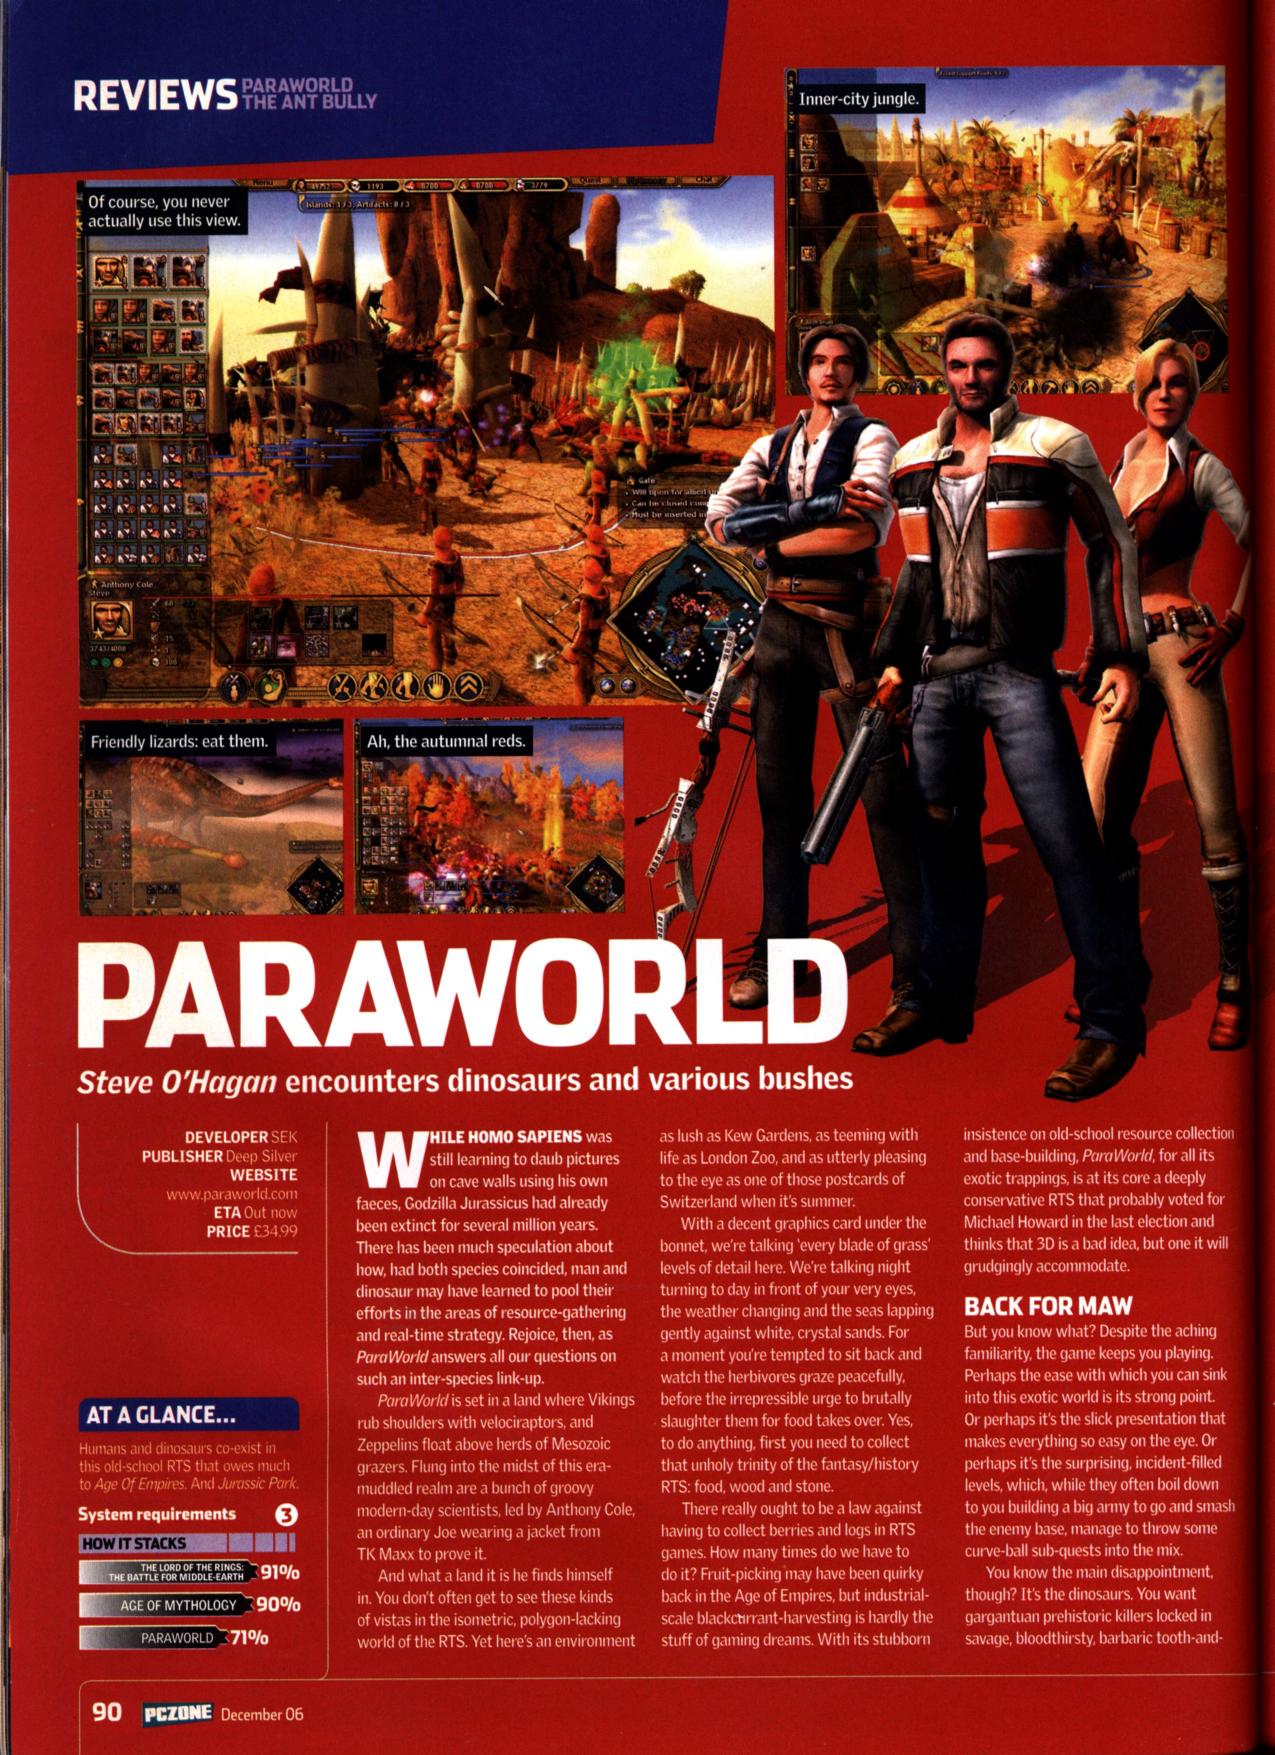 REVIEWS PARAWORLD
THE ANT BULLY
Inner-city jungle.
Of course, you never
actually use this view.
Menu
49752
1193
8700
8700
3779
Quest
Chat
Islands: 1 / 3, Artifacts: 0 / 3
Gate
Anthony Cole
Steve
3743/4000
Friendly lizards: eat them.
Ah, the autumnal reds.
PARAWORLD
Steve O'Hagan encounters dinosaurs and various bushes
DEVELOPER SEK
PUBLISHER Deep Silver
WEBSITE
www.paraworld.com
ETA Out now
PRICE £34.99
AT A GLANCE...
Humans and dinosaurs co-exist in
this old-school RTS that owes much
to Age Of Empires. And Jurassic Park.
System requirements 3
HOW IT STACKS
THE LORD OF THE RINGS:
THE BATTLE FOR MIDDLE-EARTH 91%
AGE OF MYTHOLOGY 90%
PARAWORLD 71%
WHILE HOMO SAPIENS was
still learning to daub pictures
on cave walls using his own
faeces, Godzilla Jurassicus had already
been extinct for several million years.
There has been much speculation about
how, had both species coincided, man and
dinosaur may have learned to pool their
efforts in the areas of resource-gathering
and real-time strategy. Rejoice, then, as
ParaWorld answers all our questions on
such an inter-species link-up.
ParaWorld is set in a land where Vikings
rub shoulders with velociraptors, and
Zeppelins float above herds of Mesozoic
grazers. Flung into the midst of this era-
muddled realm are a bunch of groovy
modern-day scientists, led by Anthony Cole,
an ordinary Joe wearing a jacket from
TK Maxx to prove it.
And what a land it is he finds himself
in. You don't often get to see these kinds
of vistas in the isometric, polygon-lacking
world of the RTS. Yet here's an environment
as lush as Kew Gardens, as teeming with
life as London Zoo, and as utterly pleasing
to the eye as one of those postcards of
Switzerland when it's summer.
With a decent graphics card under the
bonnet, we're talking 'every blade of grass'
levels of detail here. We're talking night
turning to day in front of your very eyes,
the weather changing and the seas lapping
gently against white, crystal sands. For
a moment you're tempted to sit back and
watch the herbivores graze peacefully,
before the irrepressible urge to brutally
slaughter them for food takes over. Yes,
to do anything, first you need to collect
that unholy trinity of the fantasy/history
RTS: food, wood and stone.
There really ought to be a law against
having to collect berries and logs in RTS
games. How many times do we have to
do it? Fruit-picking may have been quirky
back in the Age of Empires, but industrial-
scale blackcurrant-harvesting is hardly the
stuff of gaming dreams. With its stubborn
insistence on old-school resource collection
and base-building, ParaWorld, for all its
exotic trappings, is at its core a deeply
conservative RTS that probably voted for
Michael Howard in the last election and
thinks that 3D is a bad idea, but one it will
grudgingly accommodate.
BACK FOR MAW
But you know what? Despite the aching
familiarity, the game keeps you playing.
Perhaps the ease with which you can sink
into this exotic world is its strong point.
Or perhaps it's the slick presentation that
makes everything so easy on the eye. Or
perhaps it's the surprising, incident-filled
levels, which, while they often boil down
to you building a big army to go and smash
the enemy base, manage to throw some
curve-ball sub-quests into the mix.
You know the main disappointment,
though? It's the dinosaurs. You want
gargantuan prehistoric killers locked in
savage, bloodthirsty, barbaric tooth-and-
90 PCZONE December 06